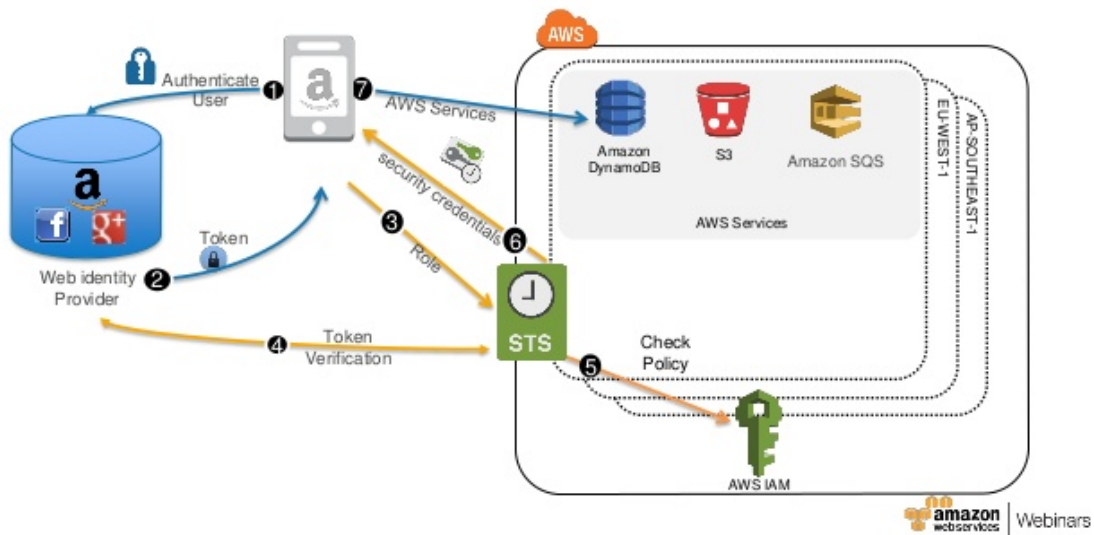 AWS
1
Authenticate
User
a
7
AWS Services
Amazon
DynamoDB
S3
Amazon SQS
AWS Services
EU-WEST-1
AP-SOUTHEAST-1
a
f
g+
Web identity
Provider
2
Token
3
Role
security credentials
6
STS
4
Token
Verification
5
Check
Policy
AWS IAM
amazon
webservices
Webinars